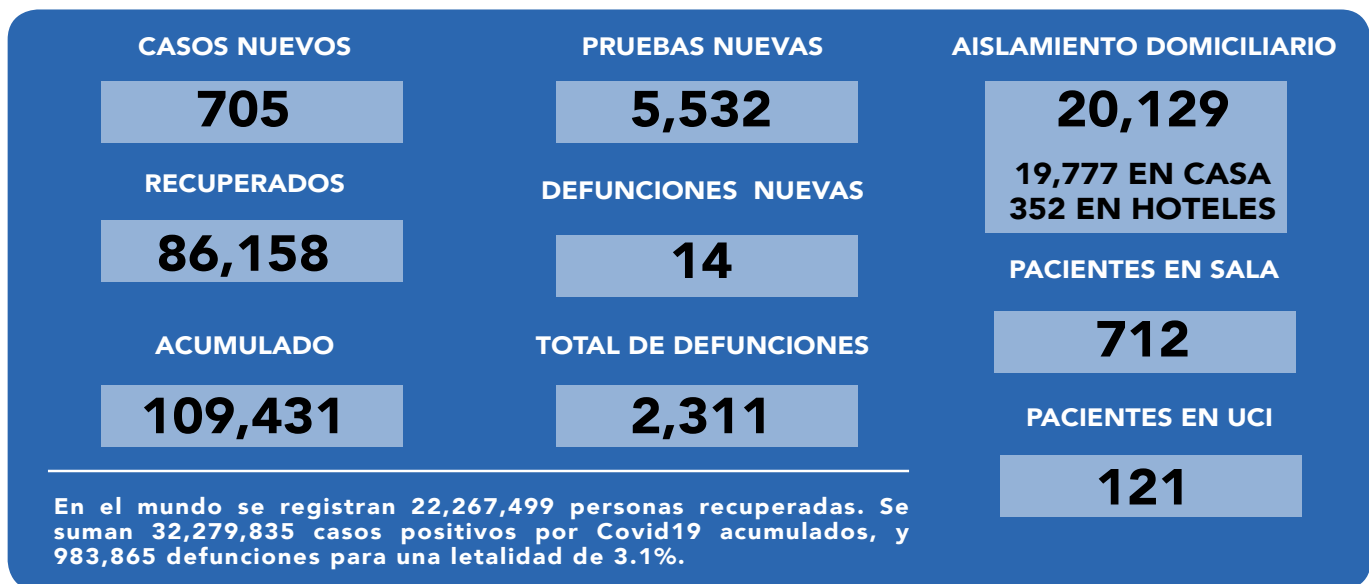 CASOS NUEVOS
705
RECUPERADOS
86,158
ACUMULADO
109,431
PRUEBAS NUEVAS
5,532
DEFUNCIONES NUEVAS
14
TOTAL DE DEFUNCIONES
2,311
AISLAMIENTO DOMICILIARIO
20,129
19,777 EN CASA
352 EN HOTELES
PACIENTES EN SALA
712
PACIENTES EN UCI
121
En el mundo se registran 22,267,499 personas recuperadas. Se
suman 32,279,835 casos positivos por Covid19 acumulados, y
983,865 defunciones para una letalidad de 3.1%.